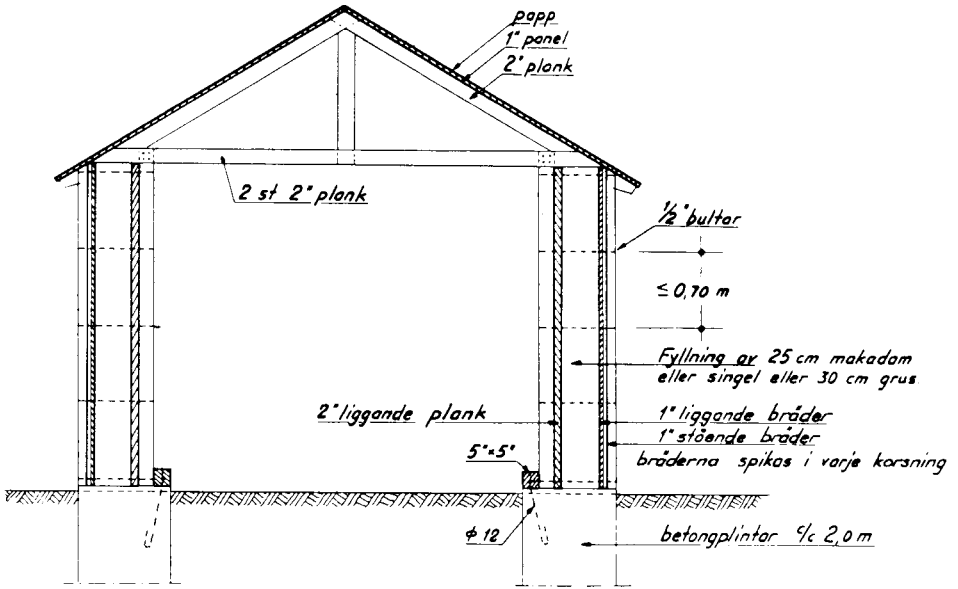 papp
1" panel
2" plank
2 st 2" plank
1/2" bultar
≤ 0,70 m
Fyllning av 25 cm makadam
eller singel eller 30 cm grus
2" liggande plank
1" liggande bräder
1" stående bräder
bräderna spikas i varje korsning
5"×5"
ϕ 12
betongplintar c/c 2,0 m